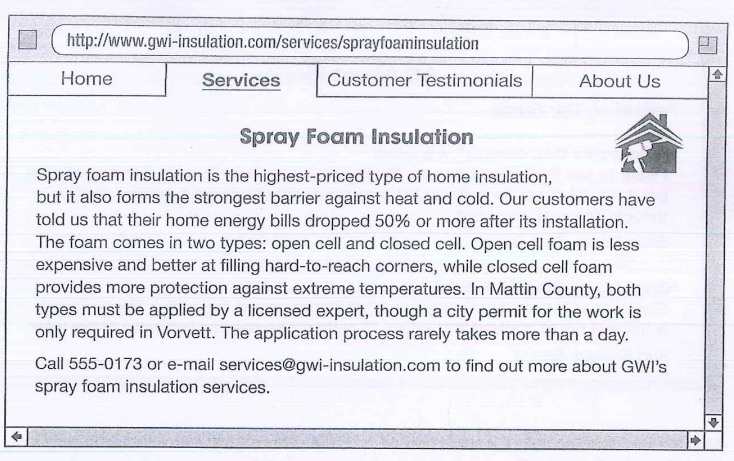 http://www.gwi-insulation.com/services/sprayfoaminsulation
Home Services Customer Testimonials About Us
Spray Foam Insulation
Spray foam insulation is the highest-priced type of home insulation,
but it also forms the strongest barrier against heat and cold. Our customers have
told us that their home energy bills dropped 50% or more after its installation.
The foam comes in two types: open cell and closed cell. Open cell foam is less
expensive and better at filling hard-to-reach corners, while closed cell foam
provides more protection against extreme temperatures. In Mattin County, both
types must be applied by a licensed expert, though a city permit for the work is
only required in Vorvett. The application process rarely takes more than a day.
Call 555-0173 or e-mail services@gwi-insulation.com to find out more about GWI's
spray foam insulation services.